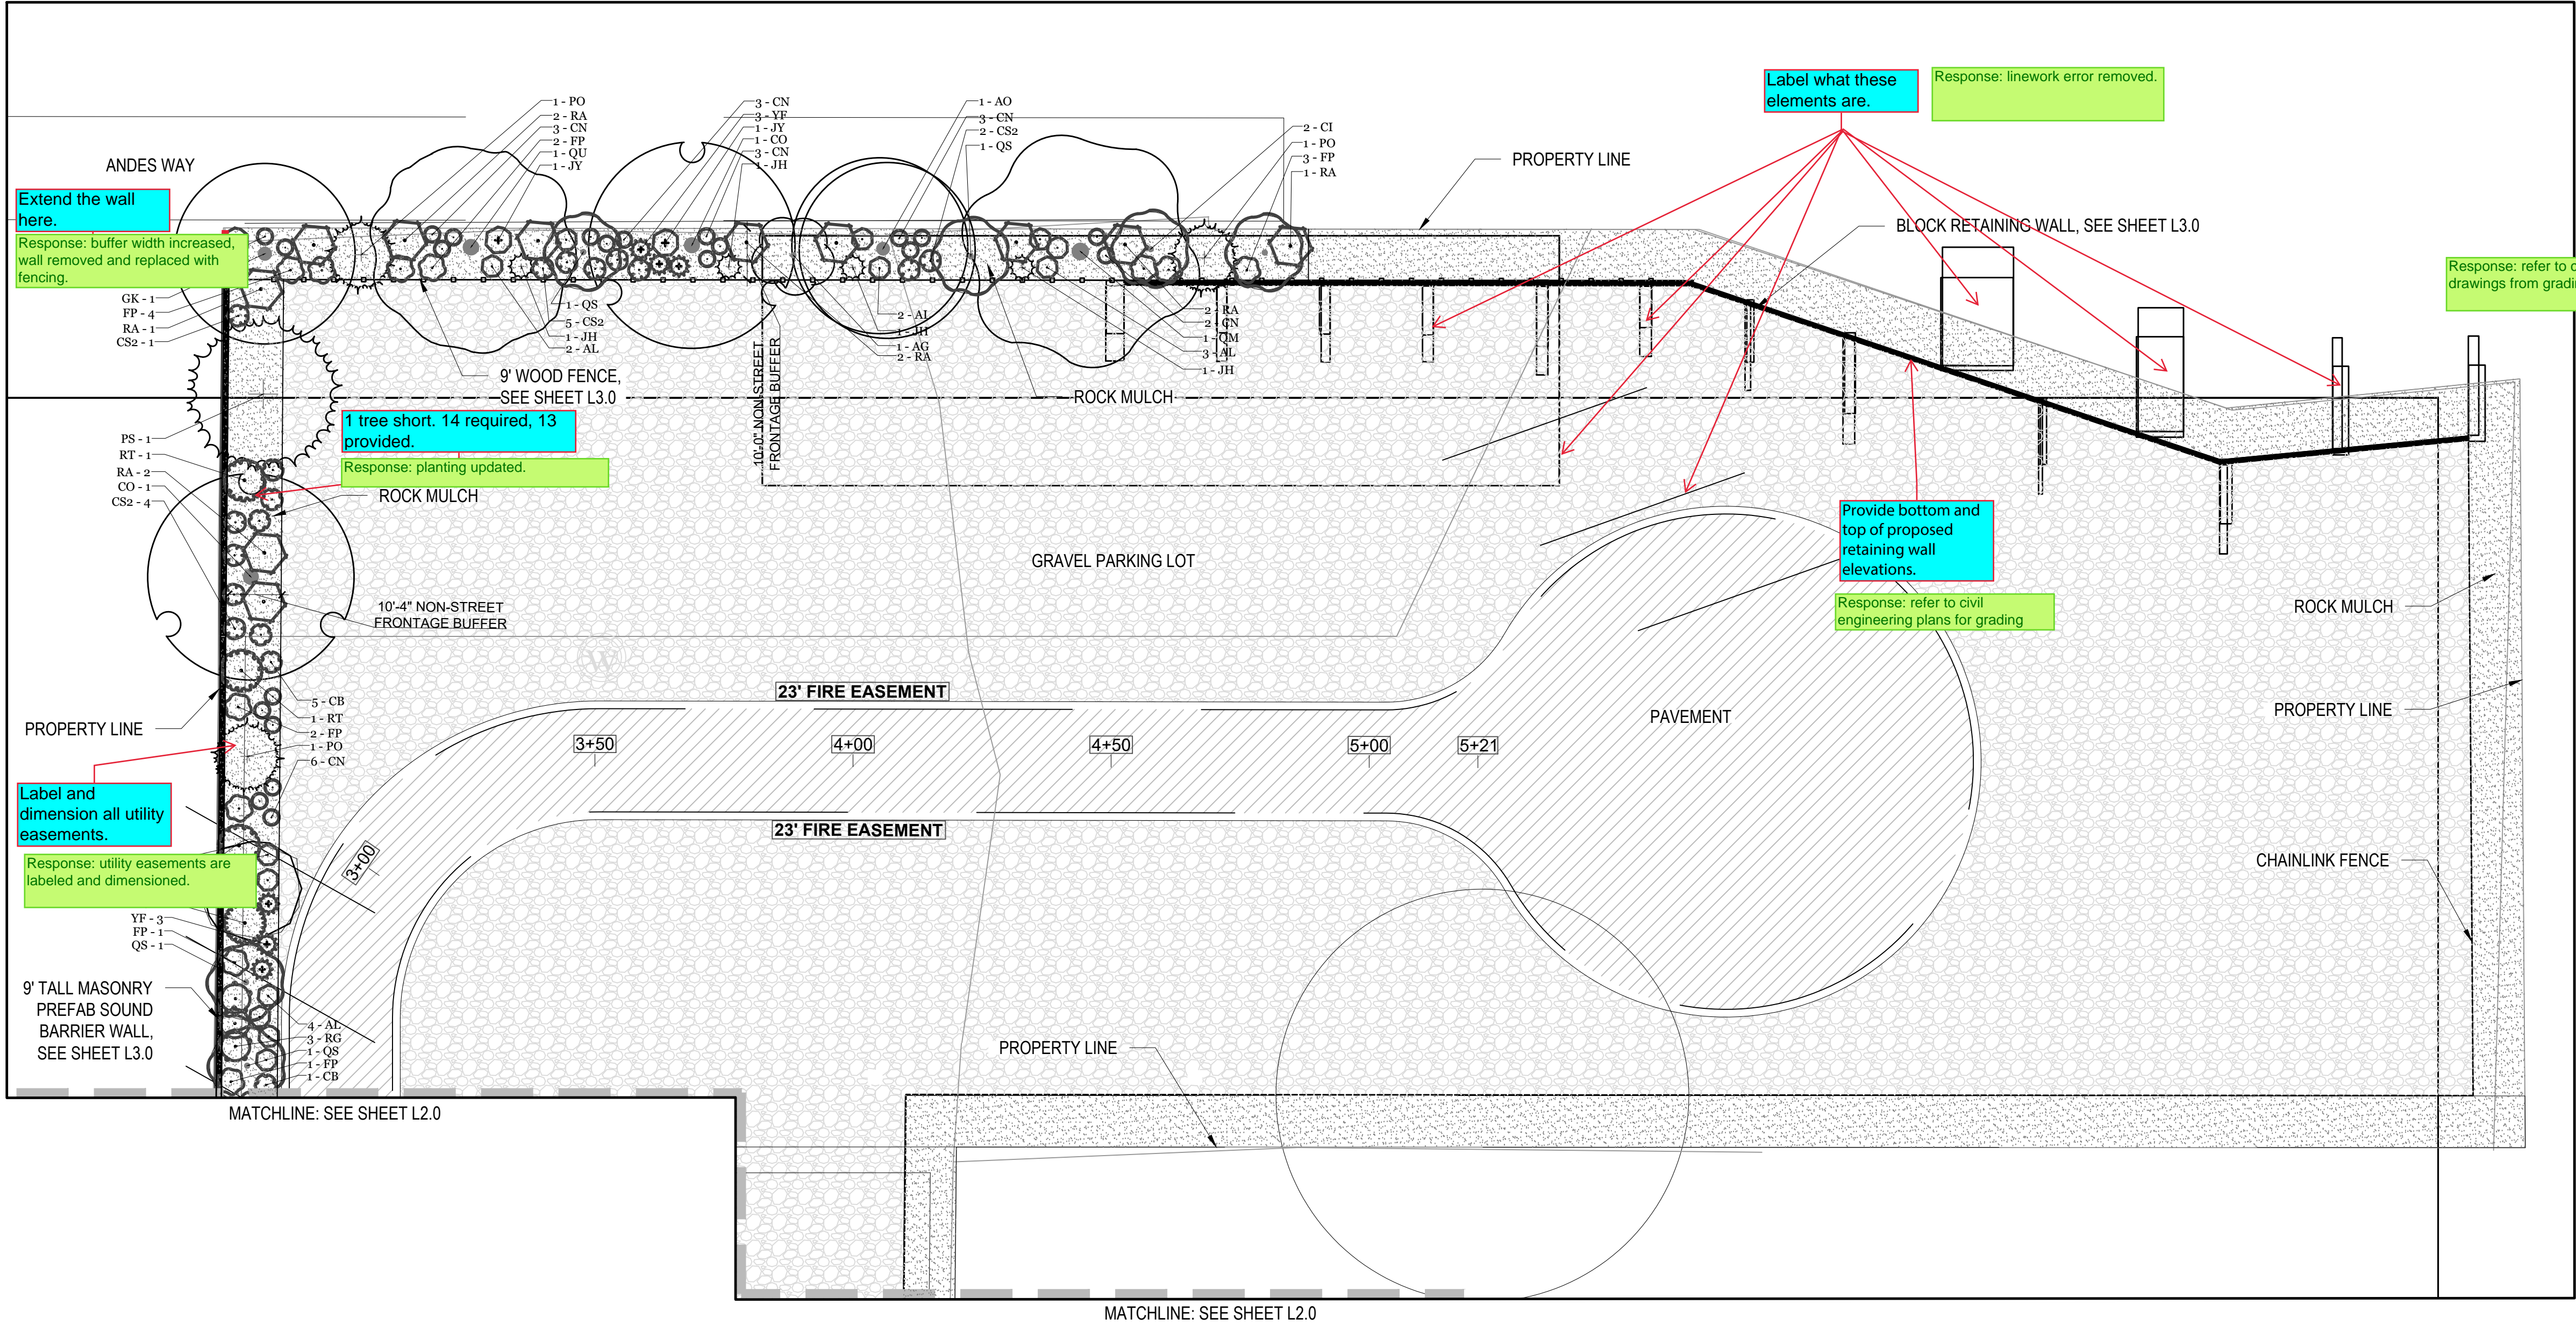 1 - PO
2 - RA
3 - CN
2 - FP
1 - QU
1 - JY
3 - CN
3 - YF
1 - JY
1 - CO
3 - CN
1 - JH
1 - AO
3 - CN
2 - CS2
1 - QS
2 - CI
1 - PO
3 - FP
1 - RA
Label what these
elements are.
Response: linework error removed.
PROPERTY LINE
ANDES WAY
Extend the wall
here.
Response: buffer width increased,
wall removed and replaced with
fencing.
BLOCK RETAINING WALL, SEE SHEET L3.0
Response: refer to
GK - 1
FP - 4
RA - 1
CS2 - 1
1 - QS
5 - CS2
1 - JH
2 - AL
2 - AL
1 - JH
1 - AG
2 - RA
2 - RA
2 - CN
1 - QM
3 - AL
1 - JH
9' WOOD FENCE,
SEE SHEET L3.0
10'-0" NON-STREET
FRONTAGE BUFFER
ROCK MULCH
1 tree short. 14 required, 13
provided.
Response: planting updated.
PS - 1
RT - 1
RA - 2
CO - 1
CS2 - 4
ROCK MULCH
Provide bottom and
top of proposed
retaining wall
elevations.
Response: refer to civil
engineering plans for grading
GRAVEL PARKING LOT
10'-4" NON-STREET
FRONTAGE BUFFER
ROCK MULCH
W
23' FIRE EASEMENT
5 - CB
1 - RT
2 - FP
1 - PO
6 - CN
PROPERTY LINE
PROPERTY LINE
PAVEMENT
3+50
4+00
4+50
5+00
5+21
Label and
dimension all utility
easements.
Response: utility easements are
labeled and dimensioned.
23' FIRE EASEMENT
3+00
CHAINLINK FENCE
YF - 3
FP - 1
QS - 1
9' TALL MASONRY
PREFAB SOUND
BARRIER WALL,
SEE SHEET L3.0
4 - AL
3 - RG
1 - QS
1 - FP
1 - CB
PROPERTY LINE
MATCHLINE: SEE SHEET L2.0
MATCHLINE: SEE SHEET L2.0